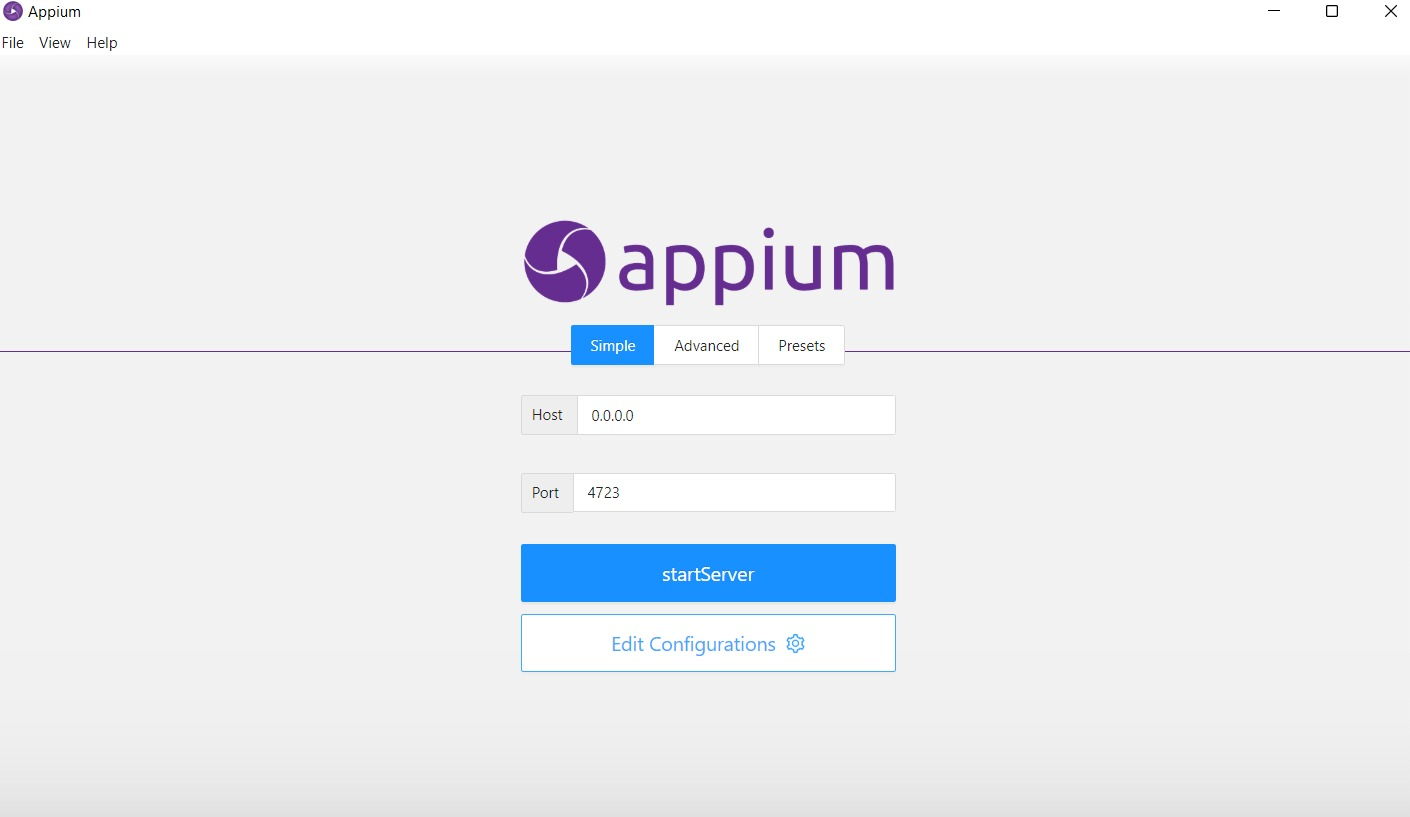 Appium
File View Help
appium
Simple Advanced Presets
Host 0.0.0.0
Port 4723
startServer
Edit Configurations